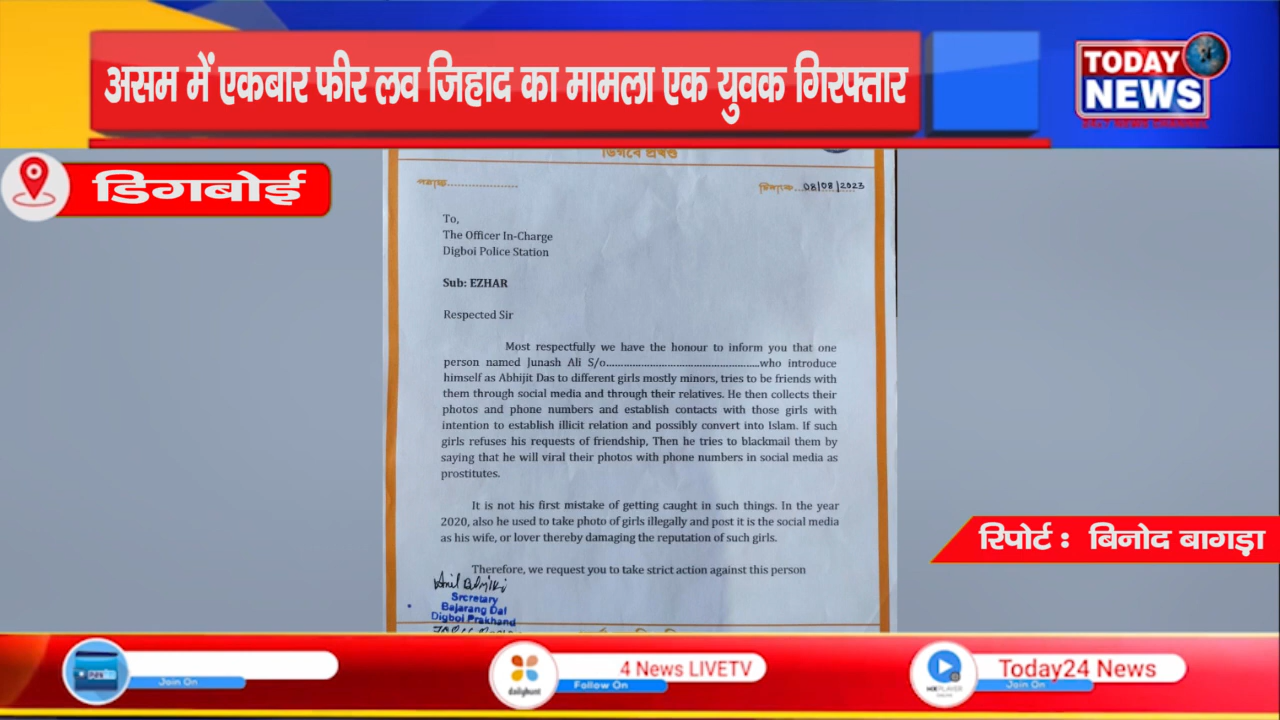 असम में एकबार फीर लव जिहाद का मामला एक युवक गिरफ्तार
TODAY
NEWS
डिगबोई
08/08/2023
To,
The Officer In-Charge
Digboi Police Station
Sub: EZHAR
Respected Sir
Most respectfully we have the honour to inform you that one
person named Junash Ali S/o.......................................................who introduce
himself as Abhijit Das to different girls mostly minors, tries to be friends with
them through social media and through their relatives. He then collects their
photos and phone numbers and establish contacts with those girls with
intention to establish illicit relation and possibly convert into Islam. If such
girls refuses his requests of friendship, Then he tries to blackmail them by
saying that he will viral their photos with phone numbers in social media as
prostitutes.
It is not his first mistake of getting caught in such things. In the year
2020, also he used to take photo of girls illegally and post it is the social media
as his wife, or lover thereby damaging the reputation of such girls.
Therefore, we request you to take strict action against this person
Srcretary
Bajarang Dal
Digboi Prakhand
रिपोर्ट : बिनोद बागड़ा
Join On
dailyhunt
4 News LIVETV
Follow On
Today24 News
Join On